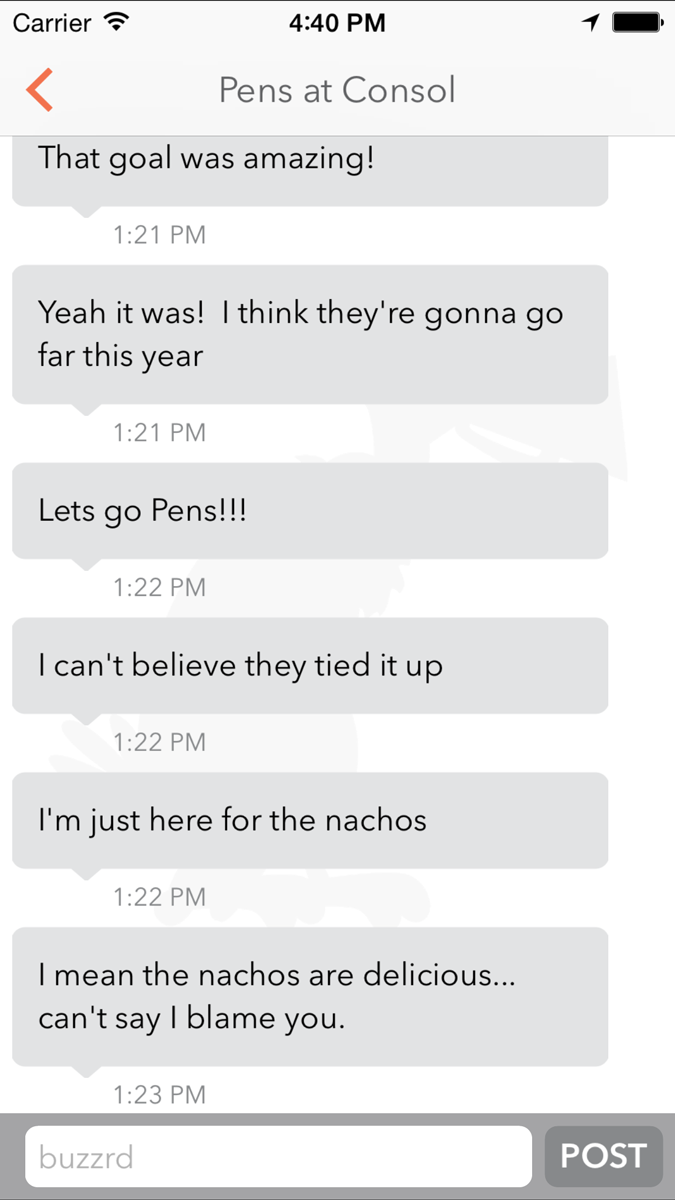 Carrier 4:40 PM
Pens at Consol
That goal was amazing!
1:21 PM
Yeah it was!  I think they're gonna go
far this year
1:21 PM
Lets go Pens!!!
1:22 PM
I can't believe they tied it up
1:22 PM
I'm just here for the nachos
1:22 PM
I mean the nachos are delicious...
can't say I blame you.
1:23 PM
buzzrd POST